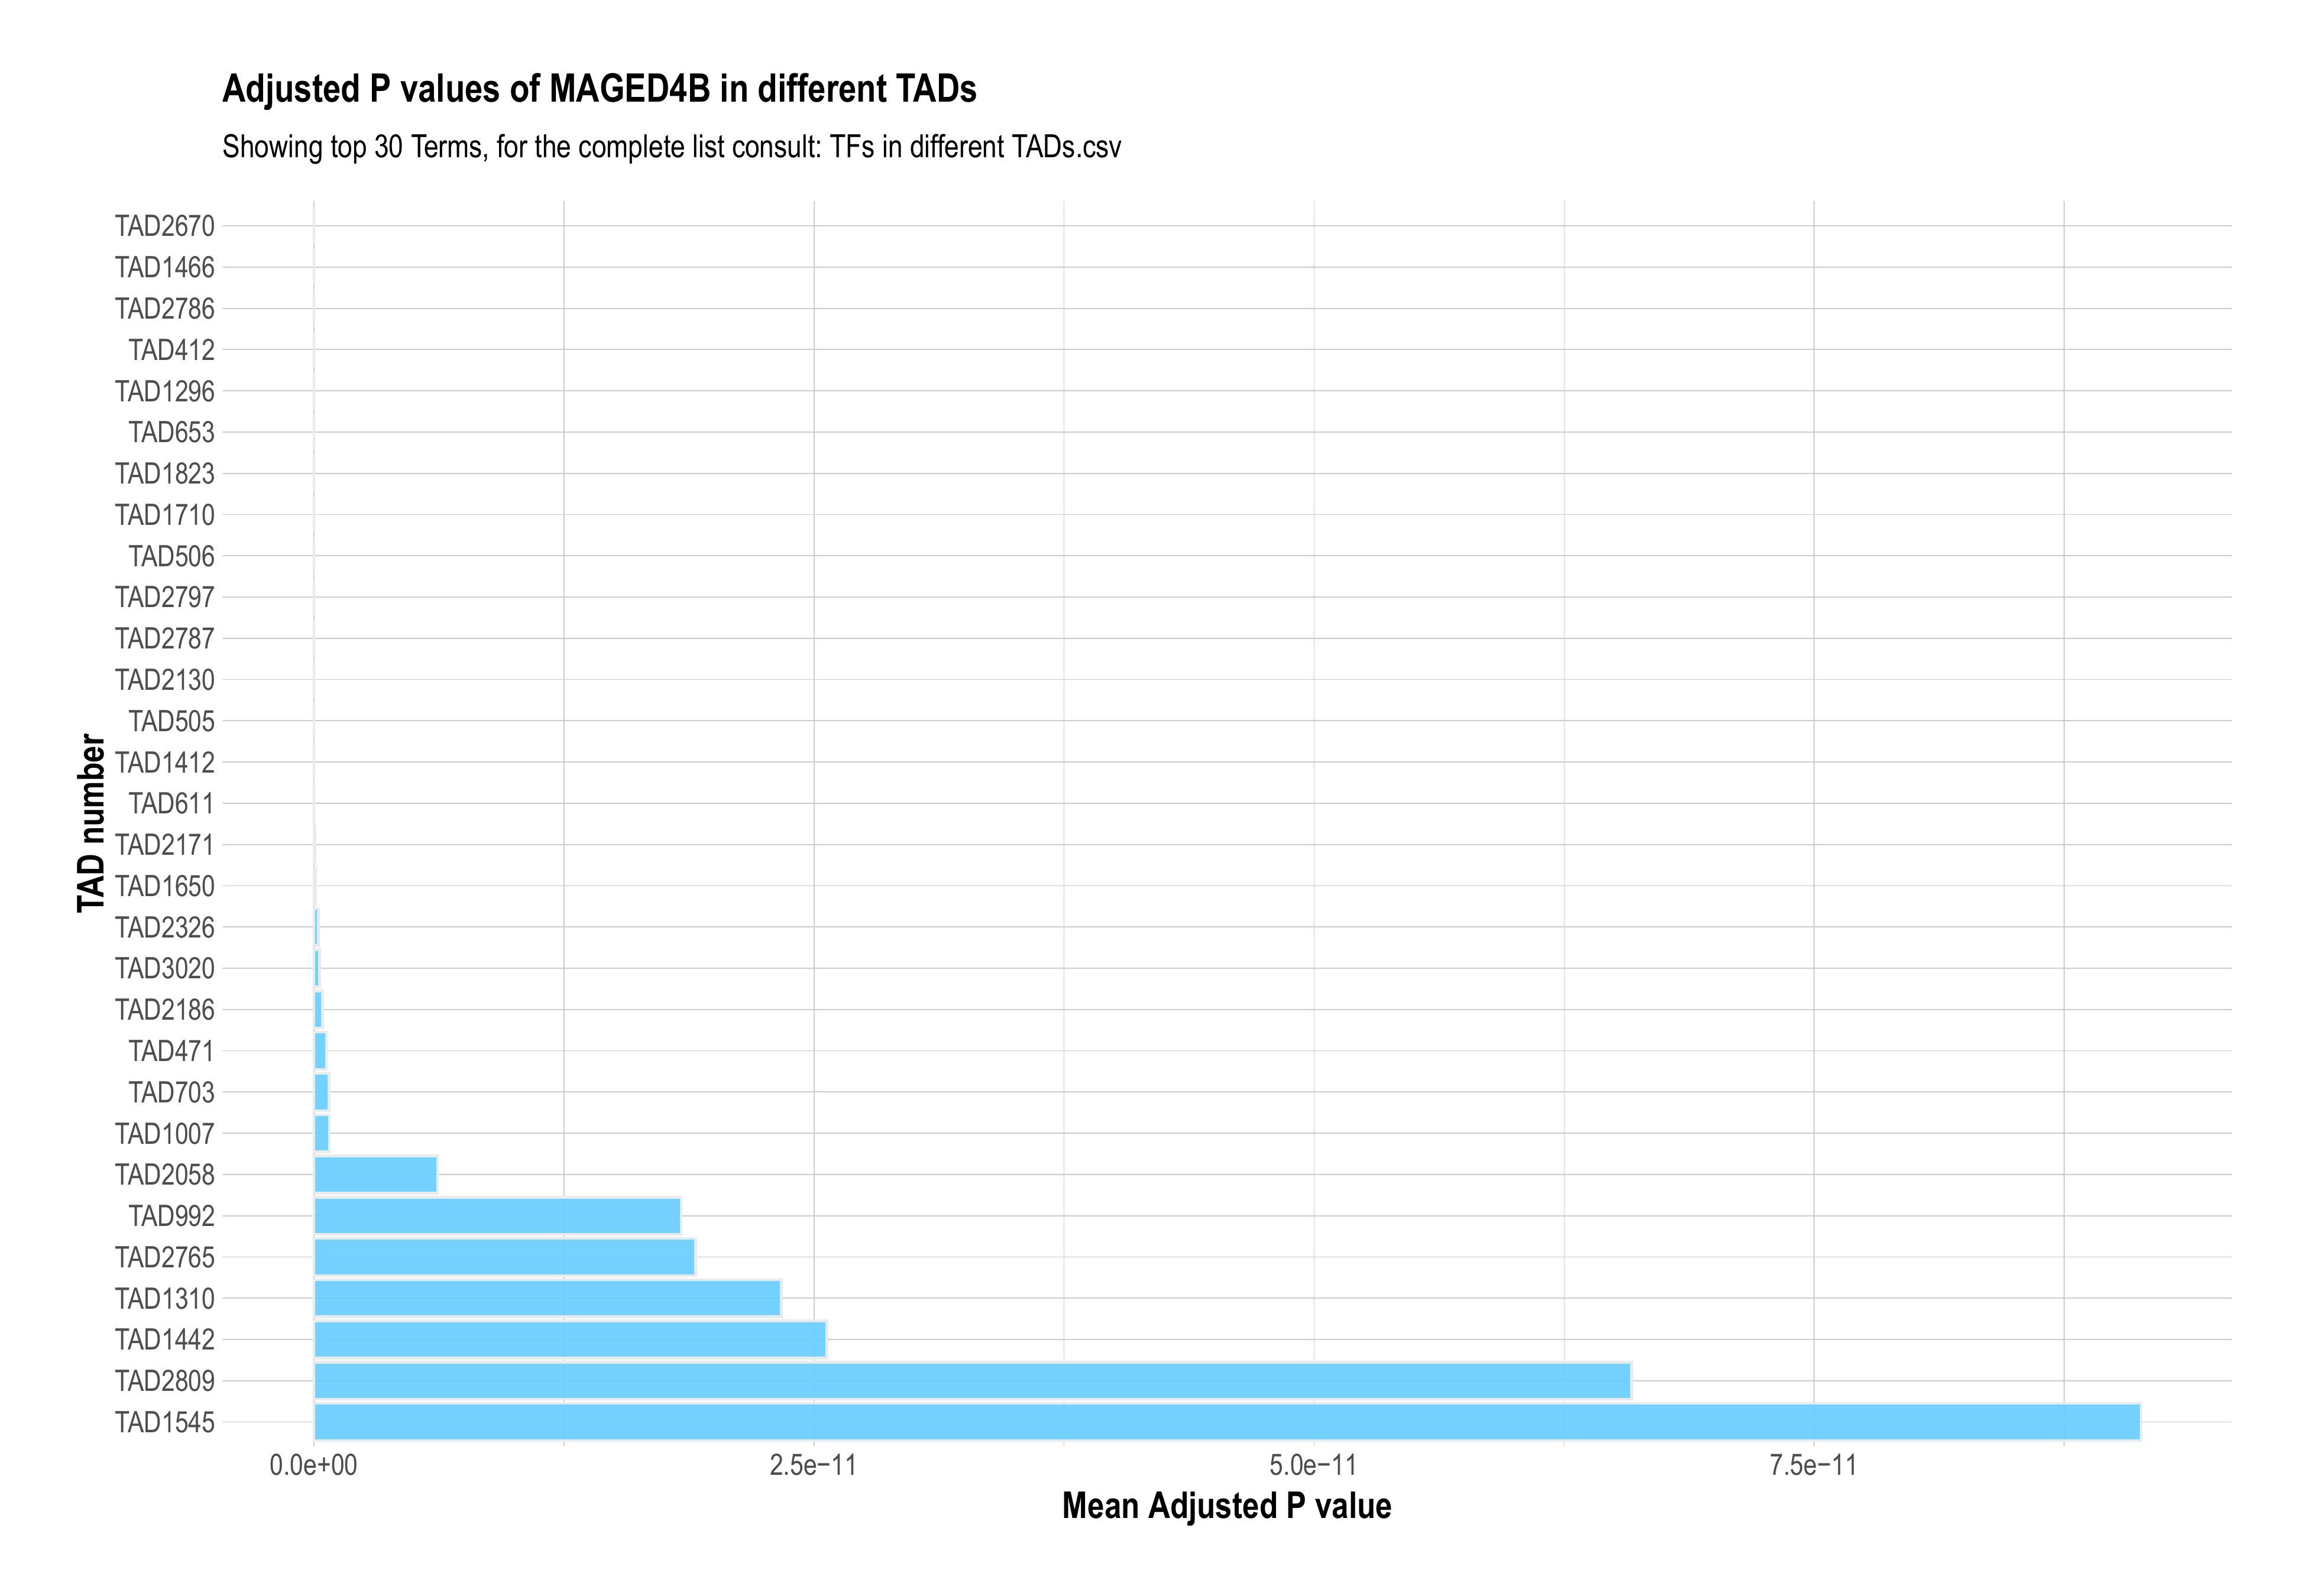 Adjusted P values of MAGED4B in different TADs
Showing top 30 Terms, for the complete list consult: TFs in different TADs.csv
TAD number
TAD2670
TAD1466
TAD2786
TAD412
TAD1296
TAD653
TAD1823
TAD1710
TAD506
TAD2797
TAD2787
TAD2130
TAD505
TAD1412
TAD611
TAD2171
TAD1650
TAD2326
TAD3020
TAD2186
TAD471
TAD703
TAD1007
TAD2058
TAD992
TAD2765
TAD1310
TAD1442
TAD2809
TAD1545
0.0e+00 2.5e−11 5.0e−11 7.5e−11
Mean Adjusted P value